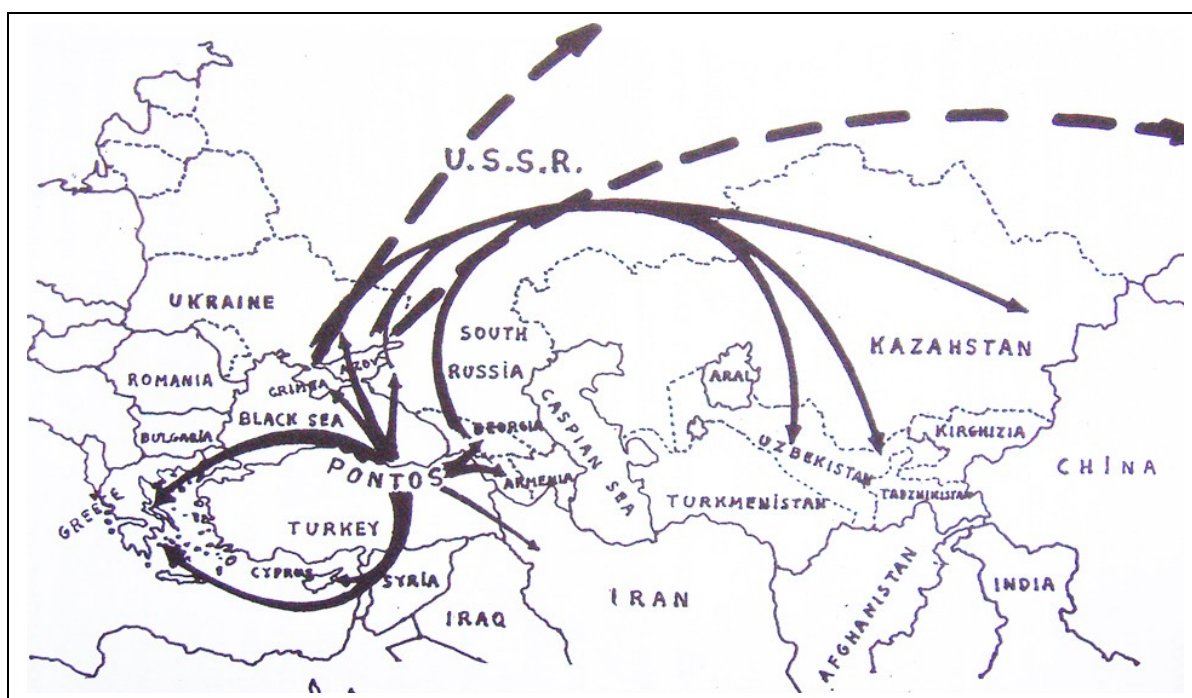 U.S.S.R.
UKRAINE
SOUTH
RUSSIA
KAZAHSTAN
ROMANIA
CRIMEA
AZOV
ARAL
BLACK SEA
BULGARIA
GEORGIA
CASPIAN SEA
KIRGHIZIA
UZBEKISTAN
CHINA
PONTOS
ARMENIA
TADZHIKISTAN
TURKMENISTAN
GREECE
TURKEY
CYPRUS
SYRIA
IRAN
INDIA
IRAQ
AFGHANISTAN